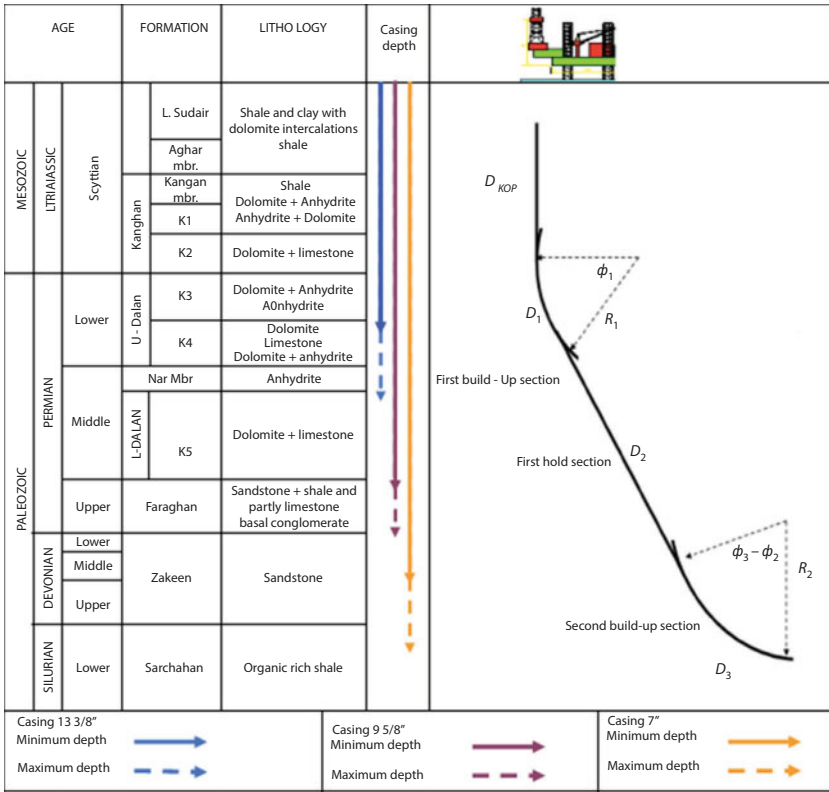 AGE
FORMATION
LITHO LOGY
Casing
depth
MESOZOIC
LTRIAIASSIC
Scyttian
L. Sudair
Aghar
mbr.
Shale and clay with
dolomite intercalations
shale
Kanghan
Kangan
mbr.
K1
K2
Shale
Dolomite + Anhydrite
Anhydrite + Dolomite
Dolomite + limestone
PALEOZOIC
PERMIAN
Lower
U - Dalan
K3
Dolomite + Anhydrite
A0nhydrite
K4
Dolomite
Limestone
Dolomite + anhydrite
Middle
Nar Mbr
Anhydrite
L-DALAN
K5
Dolomite + limestone
Upper
Faraghan
Sandstone + shale and
partly limestone
basal conglomerate
DEVONIAN
Lower
Middle
Upper
Zakeen
Sandstone
SILURIAN
Lower
Sarchahan
Organic rich shale
D KOP
ϕ1
D1
R1
First build - Up section
D2
First hold section
ϕ3 – ϕ2
R2
Second build-up section
D3
Casing 13 3/8″
Minimum depth
Maximum depth
Casing 9 5/8″
Minimum depth
Maximum depth
Casing 7″
Minimum depth
Maximum depth